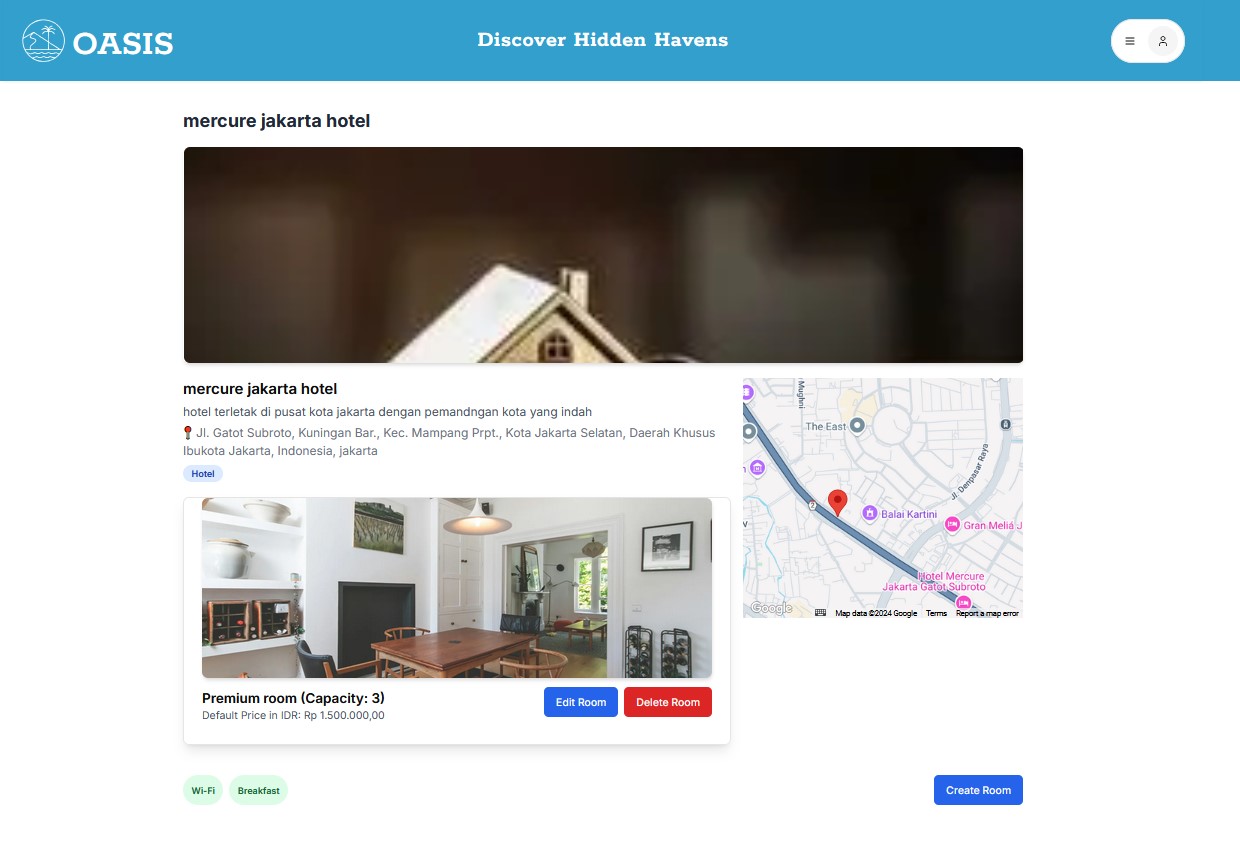 OASIS
Discover Hidden Havens
mercure jakarta hotel
mercure jakarta hotel
hotel terletak di pusat kota jakarta dengan pemandngan kota yang indah
Jl. Gatot Subroto, Kuningan Bar., Kec. Mampang Prpt., Kota Jakarta Selatan, Daerah Khusus
Ibukota Jakarta, Indonesia, jakarta
Hotel
Mughni
The East
Jl. Denpasar Raya
2
Balai Kartini
Gran Meliá J
Hotel Mercure
Jakarta Gatot Subroto
Google
Map data ©2024 Google
Terms
Report a map error
Premium room (Capacity: 3)
Default Price in IDR: Rp 1.500.000,00
Edit Room
Delete Room
Wi-Fi
Breakfast
Create Room